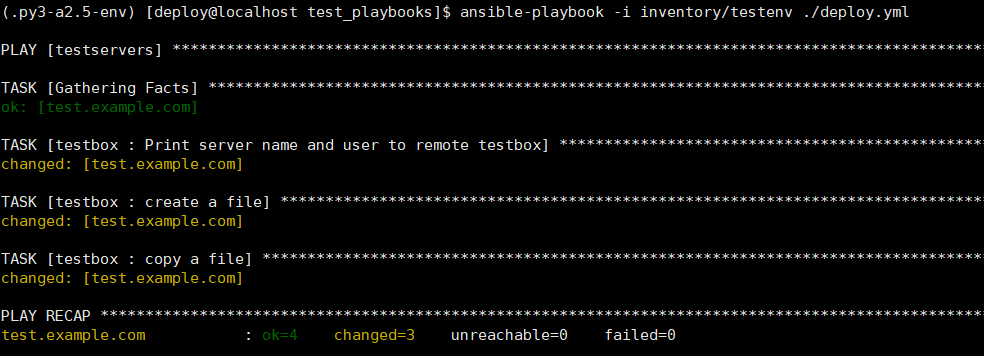 (.py3-a2.5-env) [deploy@localhost test_playbooks]$ ansible-playbook -i inventory/testenv ./deploy.yml
PLAY [testservers] ******************************************************************************************
TASK [Gathering Facts] **************************************************************************************
ok: [test.example.com]
TASK [testbox : Print server name and user to remote testbox] ***********************************************
changed: [test.example.com]
TASK [testbox : create a file] ******************************************************************************
changed: [test.example.com]
TASK [testbox : copy a file] ********************************************************************************
changed: [test.example.com]
PLAY RECAP **************************************************************************************************
test.example.com           : ok=4    changed=3    unreachable=0    failed=0